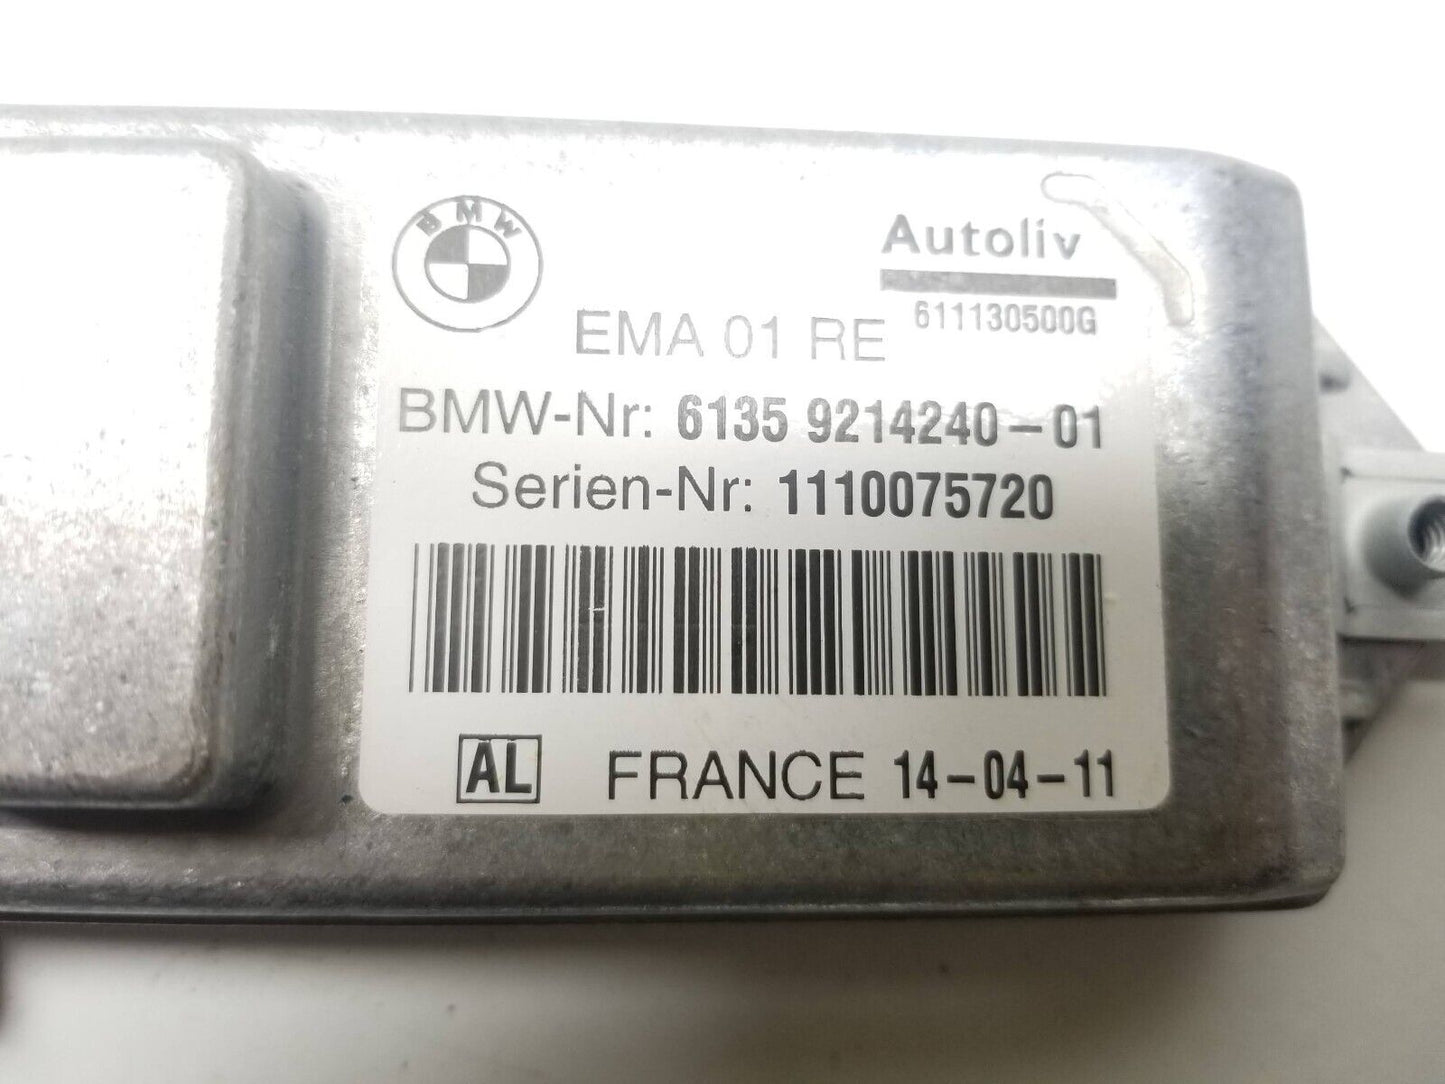 BMW
Autoliv
611130500G
EMA 01 RE
BMW-Nr: 6135 9214240-01
Serien-Nr: 1110075720
AL FRANCE 14-04-11